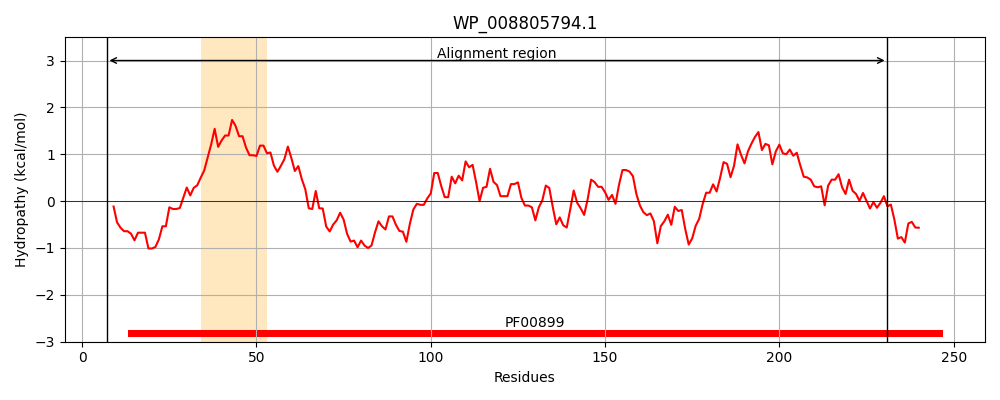 WP_008805794.1
Hydropathy (kcal/mol)
3
2
1
0
−1
−2
−3
Alignment region
PF00899
0 50 100 150 200 250
Residues